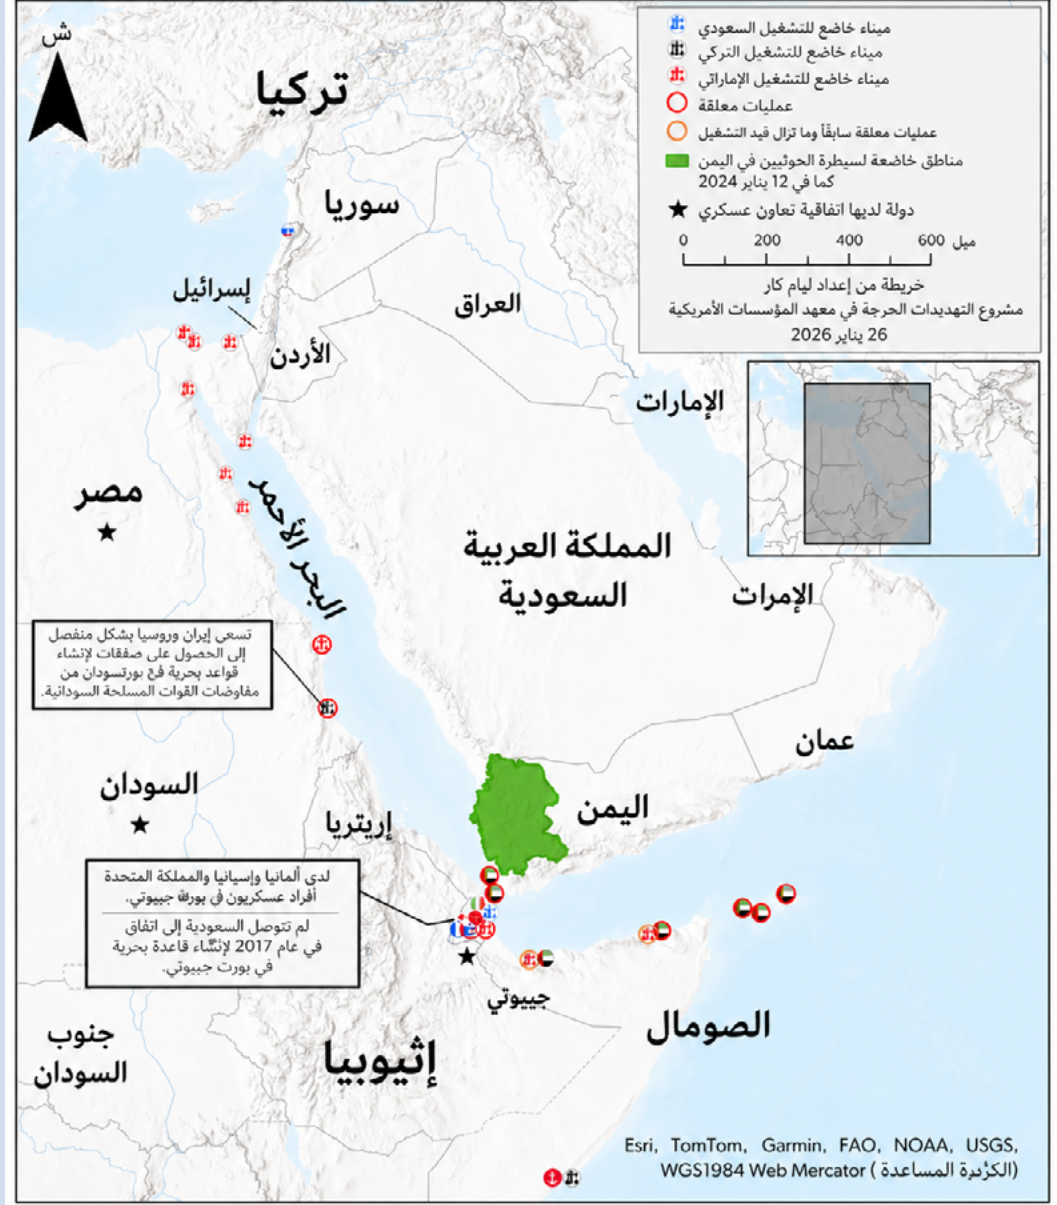 ش
ميناء خاضع للتشغيل السعودي
ميناء خاضع للتشغيل التركي
ميناء خاضع للتشغيل الإماراتي
عمليات معلقة
عمليات معلقة سابقًا وما تزال قيد التشغيل
مناطق خاضعة لسيطرة الحوثيين في اليمن
كما في 12 يناير 2024
دولة لديها اتفاقية تعاون عسكري
0 200 400 600 ميل
خريطة من إعداد ليام كار
مشروع التهديدات الحرجة في معهد المؤسسات الأمريكية
26 يناير 2026
تركيا
سوريا
إسرائيل
العراق
الأردن
الإمارات
مصر
البحر الأحمر
المملكة العربية
السعودية
الإمرات
تسعى إيران وروسيا بشكل منفصل
إلى الحصول على صفقات لإنشاء
قواعد بحرية في بورتسودان من
مفاوضات القوات المسلحة السودانية.
عمان
السودان
اليمن
إريتريا
لدى ألمانيا وإسيانيا والمملكة المتحدة
أفراد عسكريون في جيبوتي.
لم تتوصل السعودية إلى اتفاق
في عام 2017 لإنشاء قاعدة بحرية
في بورت جيبوتي.
جيبوتي
الصومال
جنوب
السودان
إثيوبيا
Esri, TomTom, Garmin, FAO, NOAA, USGS,
WGS1984 Web Mercator (المساعدة)